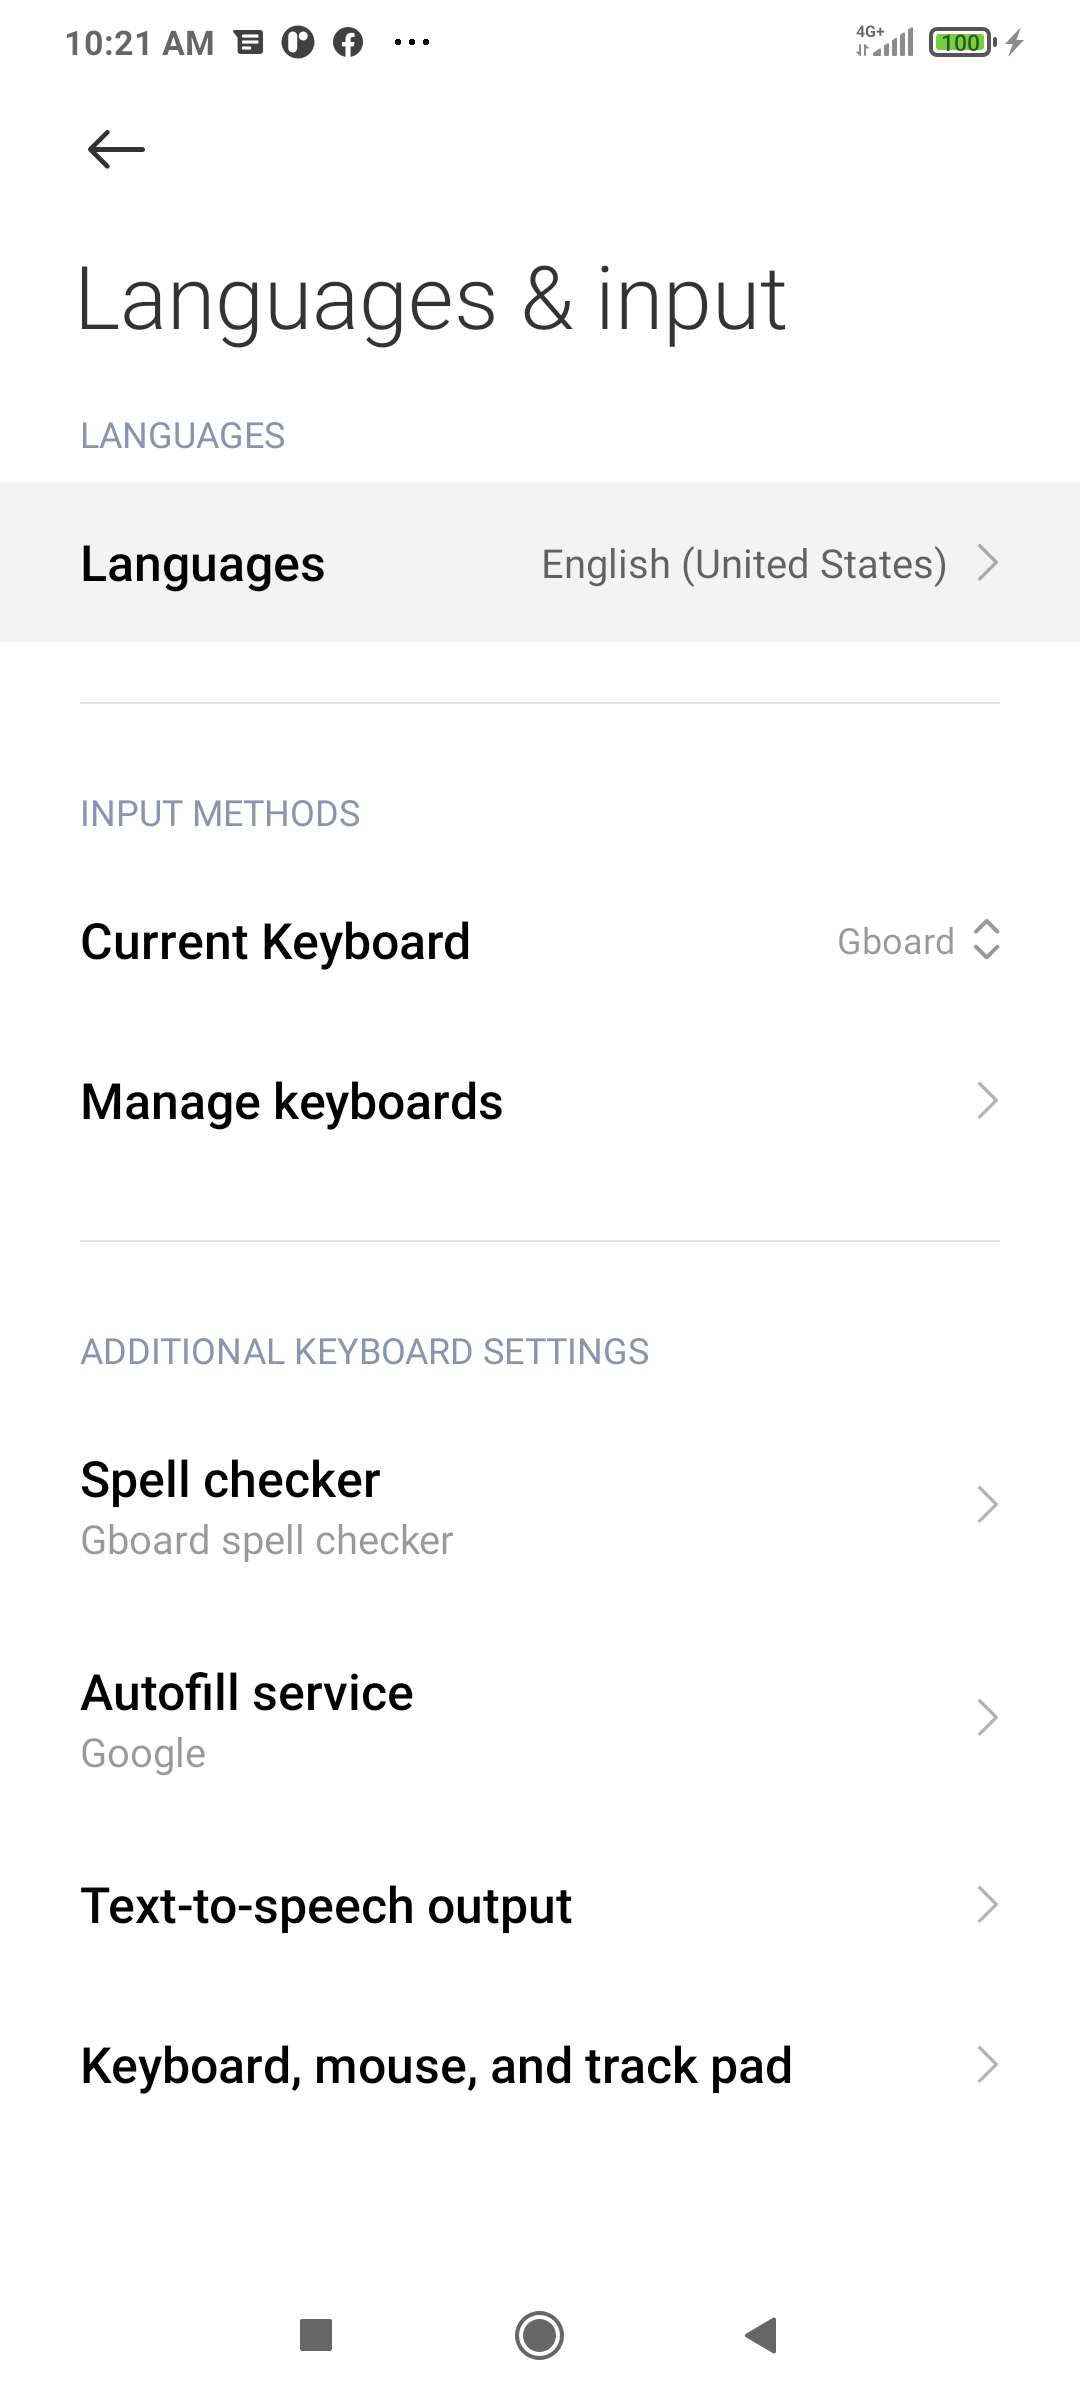 10:21 AM
4G+
100
Languages & input
LANGUAGES
Languages English (United States)
INPUT METHODS
Current Keyboard Gboard
Manage keyboards
ADDITIONAL KEYBOARD SETTINGS
Spell checker
Gboard spell checker
Autofill service
Google
Text-to-speech output
Keyboard, mouse, and track pad